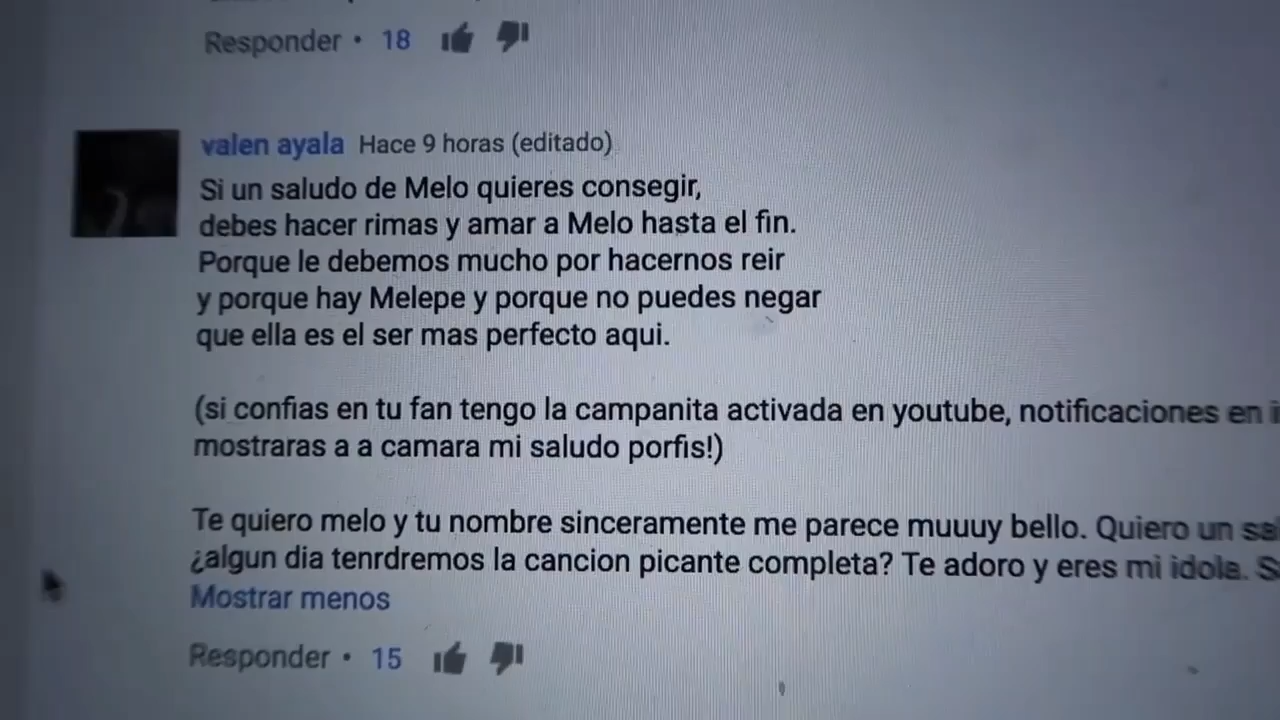 Responder • 18
valen ayala Hace 9 horas (editado)
Si un saludo de Melo quieres consegir,
debes hacer rimas y amar a Melo hasta el fin.
Porque le debemos mucho por hacernos reir
y porque hay Melepe y porque no puedes negar
que ella es el ser mas perfecto aqui.
(si confias en tu fan tengo la campanita activada en youtube, notificaciones en
mostraras a a camara mi saludo porfis!)
Te quiero melo y tu nombre sinceramente me parece muuuy bello. Quiero un
¿algun dia tenrdremos la cancion picante completa? Te adoro y eres mi idola.
Mostrar menos
Responder • 15